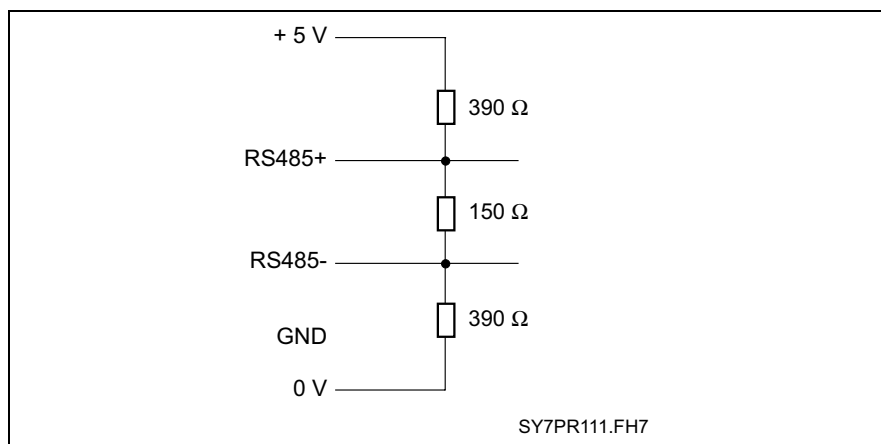 + 5 V
390 Ω
RS485+
150 Ω
RS485-
390 Ω
GND
0 V
SY7PR111.FH7